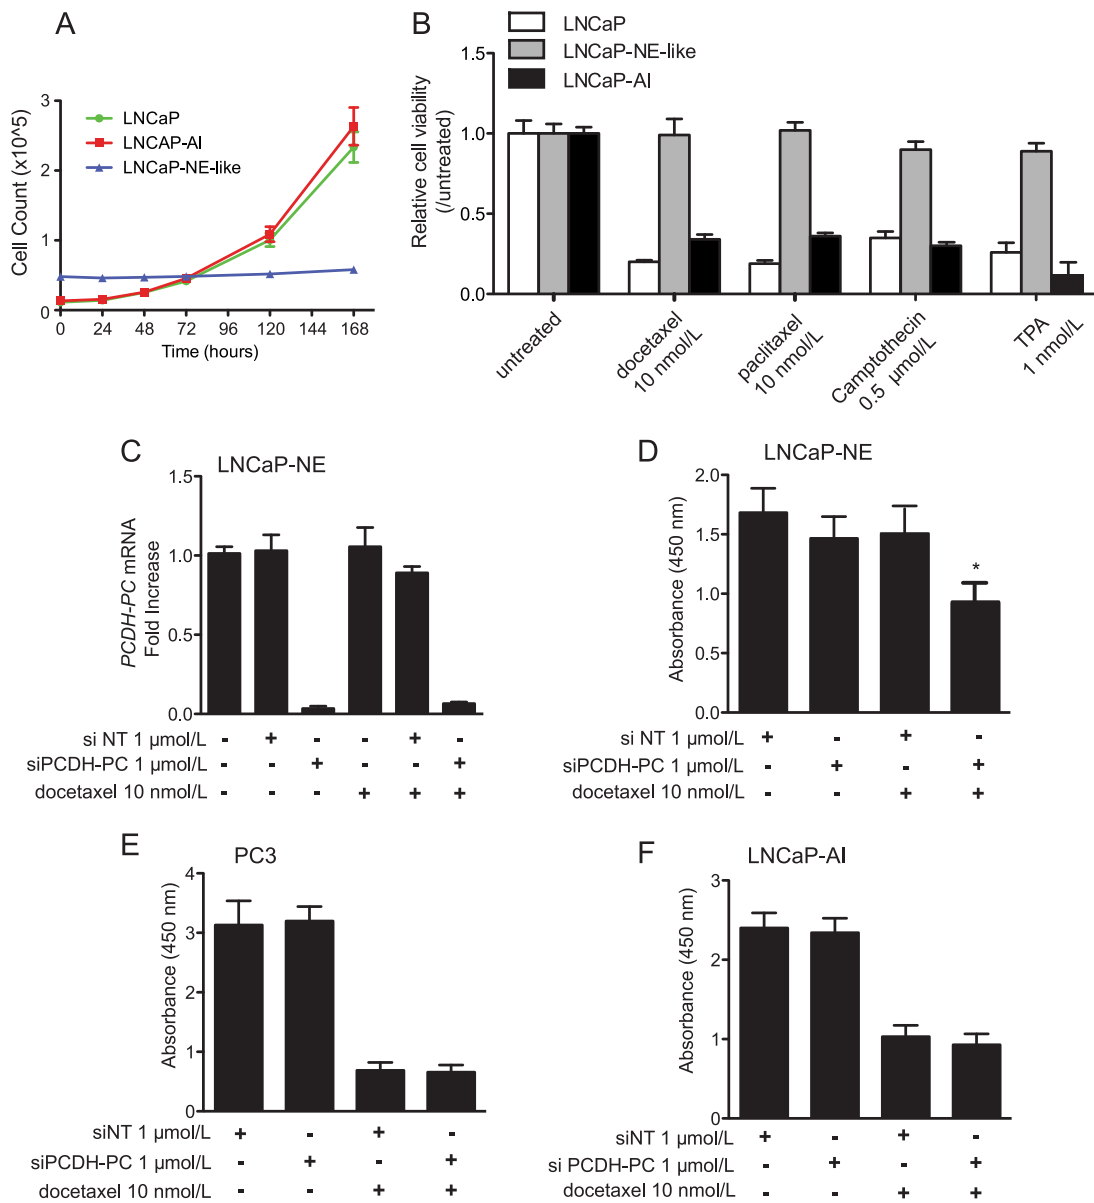 A
Cell Count (x10^5)
3
2
1
0
LNCaP
LNCAP-AI
LNCaP-NE-like
0 24 48 72 96 120 144 168
Time (hours)
B
LNCaP
LNCaP-NE-like
LNCaP-AI
Relative cell viability
(/untreated)
1.5
1.0
0.5
0.0
untreated
docetaxel
10 nmol/L
paclitaxel
10 nmol/L
Camptothecin
0.5 µmol/L
TPA
1 nmol/L
C
LNCaP-NE
PCDH-PC mRNA
Fold Increase
1.5
1.0
0.5
0.0
si NT 1 µmol/L - + - - + -
siPCDH-PC 1 µmol/L - - + - - +
docetaxel 10 nmol/L - - - + + +
D
LNCaP-NE
Absorbance (450 nm)
2.0
1.5
1.0
0.5
0.0
*
si NT 1 µmol/L + - + -
siPCDH-PC 1 µmol/L - + - +
docetaxel 10 nmol/L - - + +
E
PC3
Absorbance (450 nm)
4
3
2
1
0
siNT 1 µmol/L + - + -
siPCDH-PC 1 µmol/L - + - +
docetaxel 10 nmol/L - - + +
F
LNCaP-AI
Absorbance (450 nm)
3
2
1
0
siNT 1 µmol/L + - + -
si PCDH-PC 1 µmol/L - + - +
docetaxel 10 nmol/L - - + +